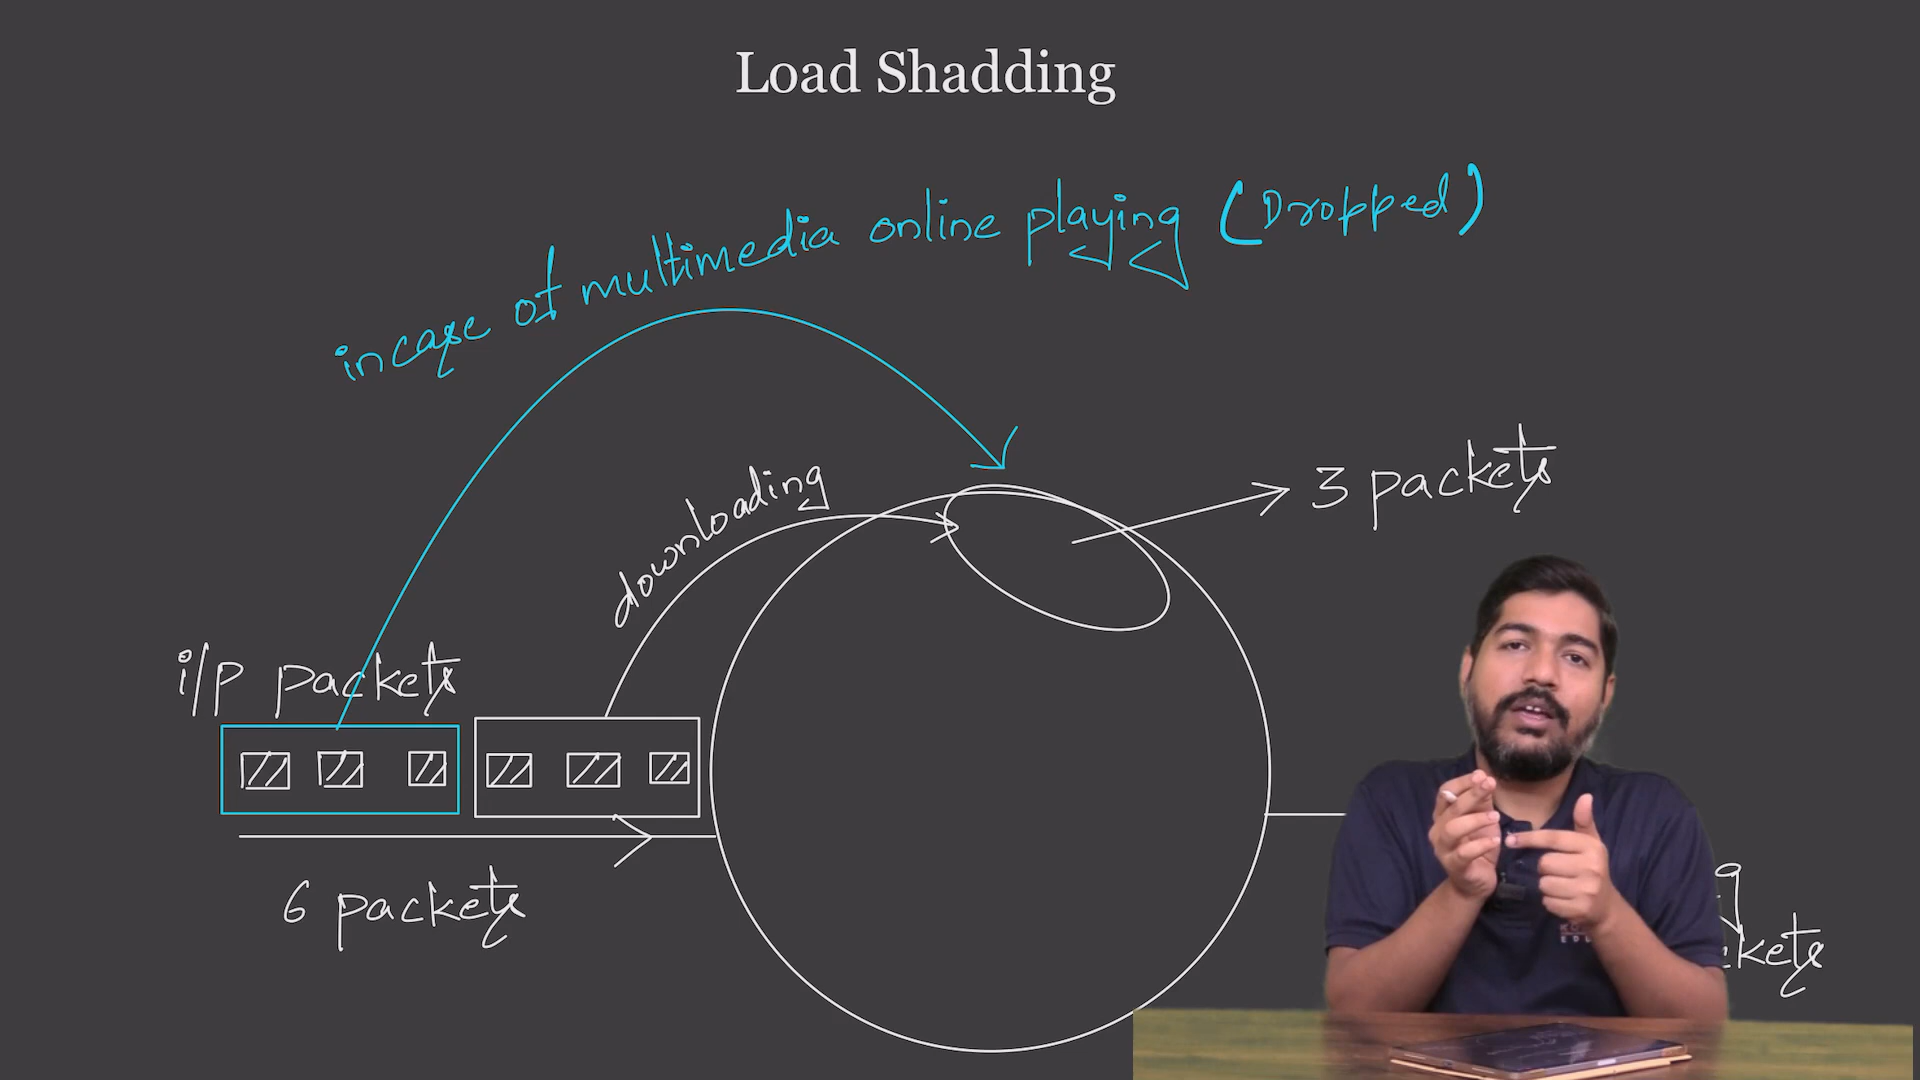 Load Shadding
incase of multimedia online playing (Dropped)
downloading
3 packets
i/p packets
6 packets